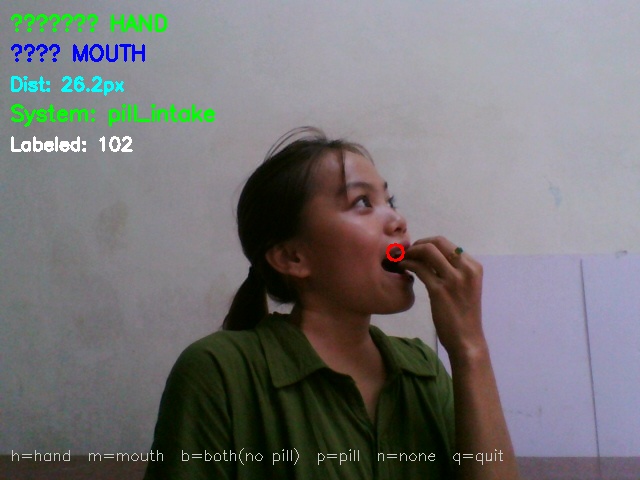 ??????? HAND
???? MOUTH
Dist: 26.2px
System: pill_intake
Labeled: 102
h=hand m=mouth b=both(no pill) p=pill n=none q=quit